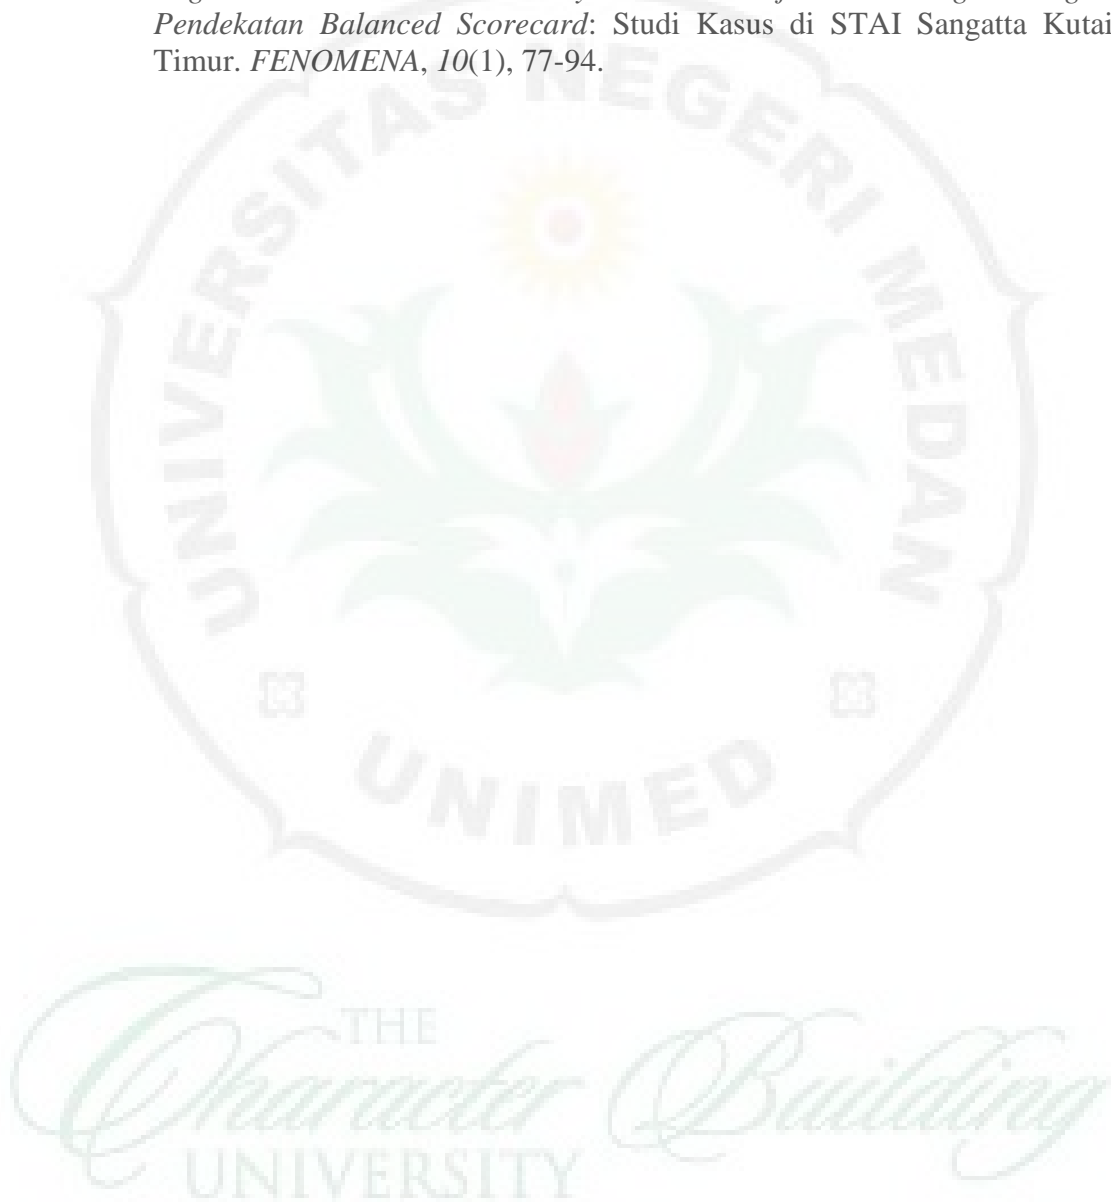 Pendekatan Balanced Scorecard: Studi Kasus di STAI Sangatta Kutai
Timur. FENOMENA, 10(1), 77-94.
UNIVERSITAS NEGERI MEDAN
UNIMED
THE
Character Building
UNIVERSITY